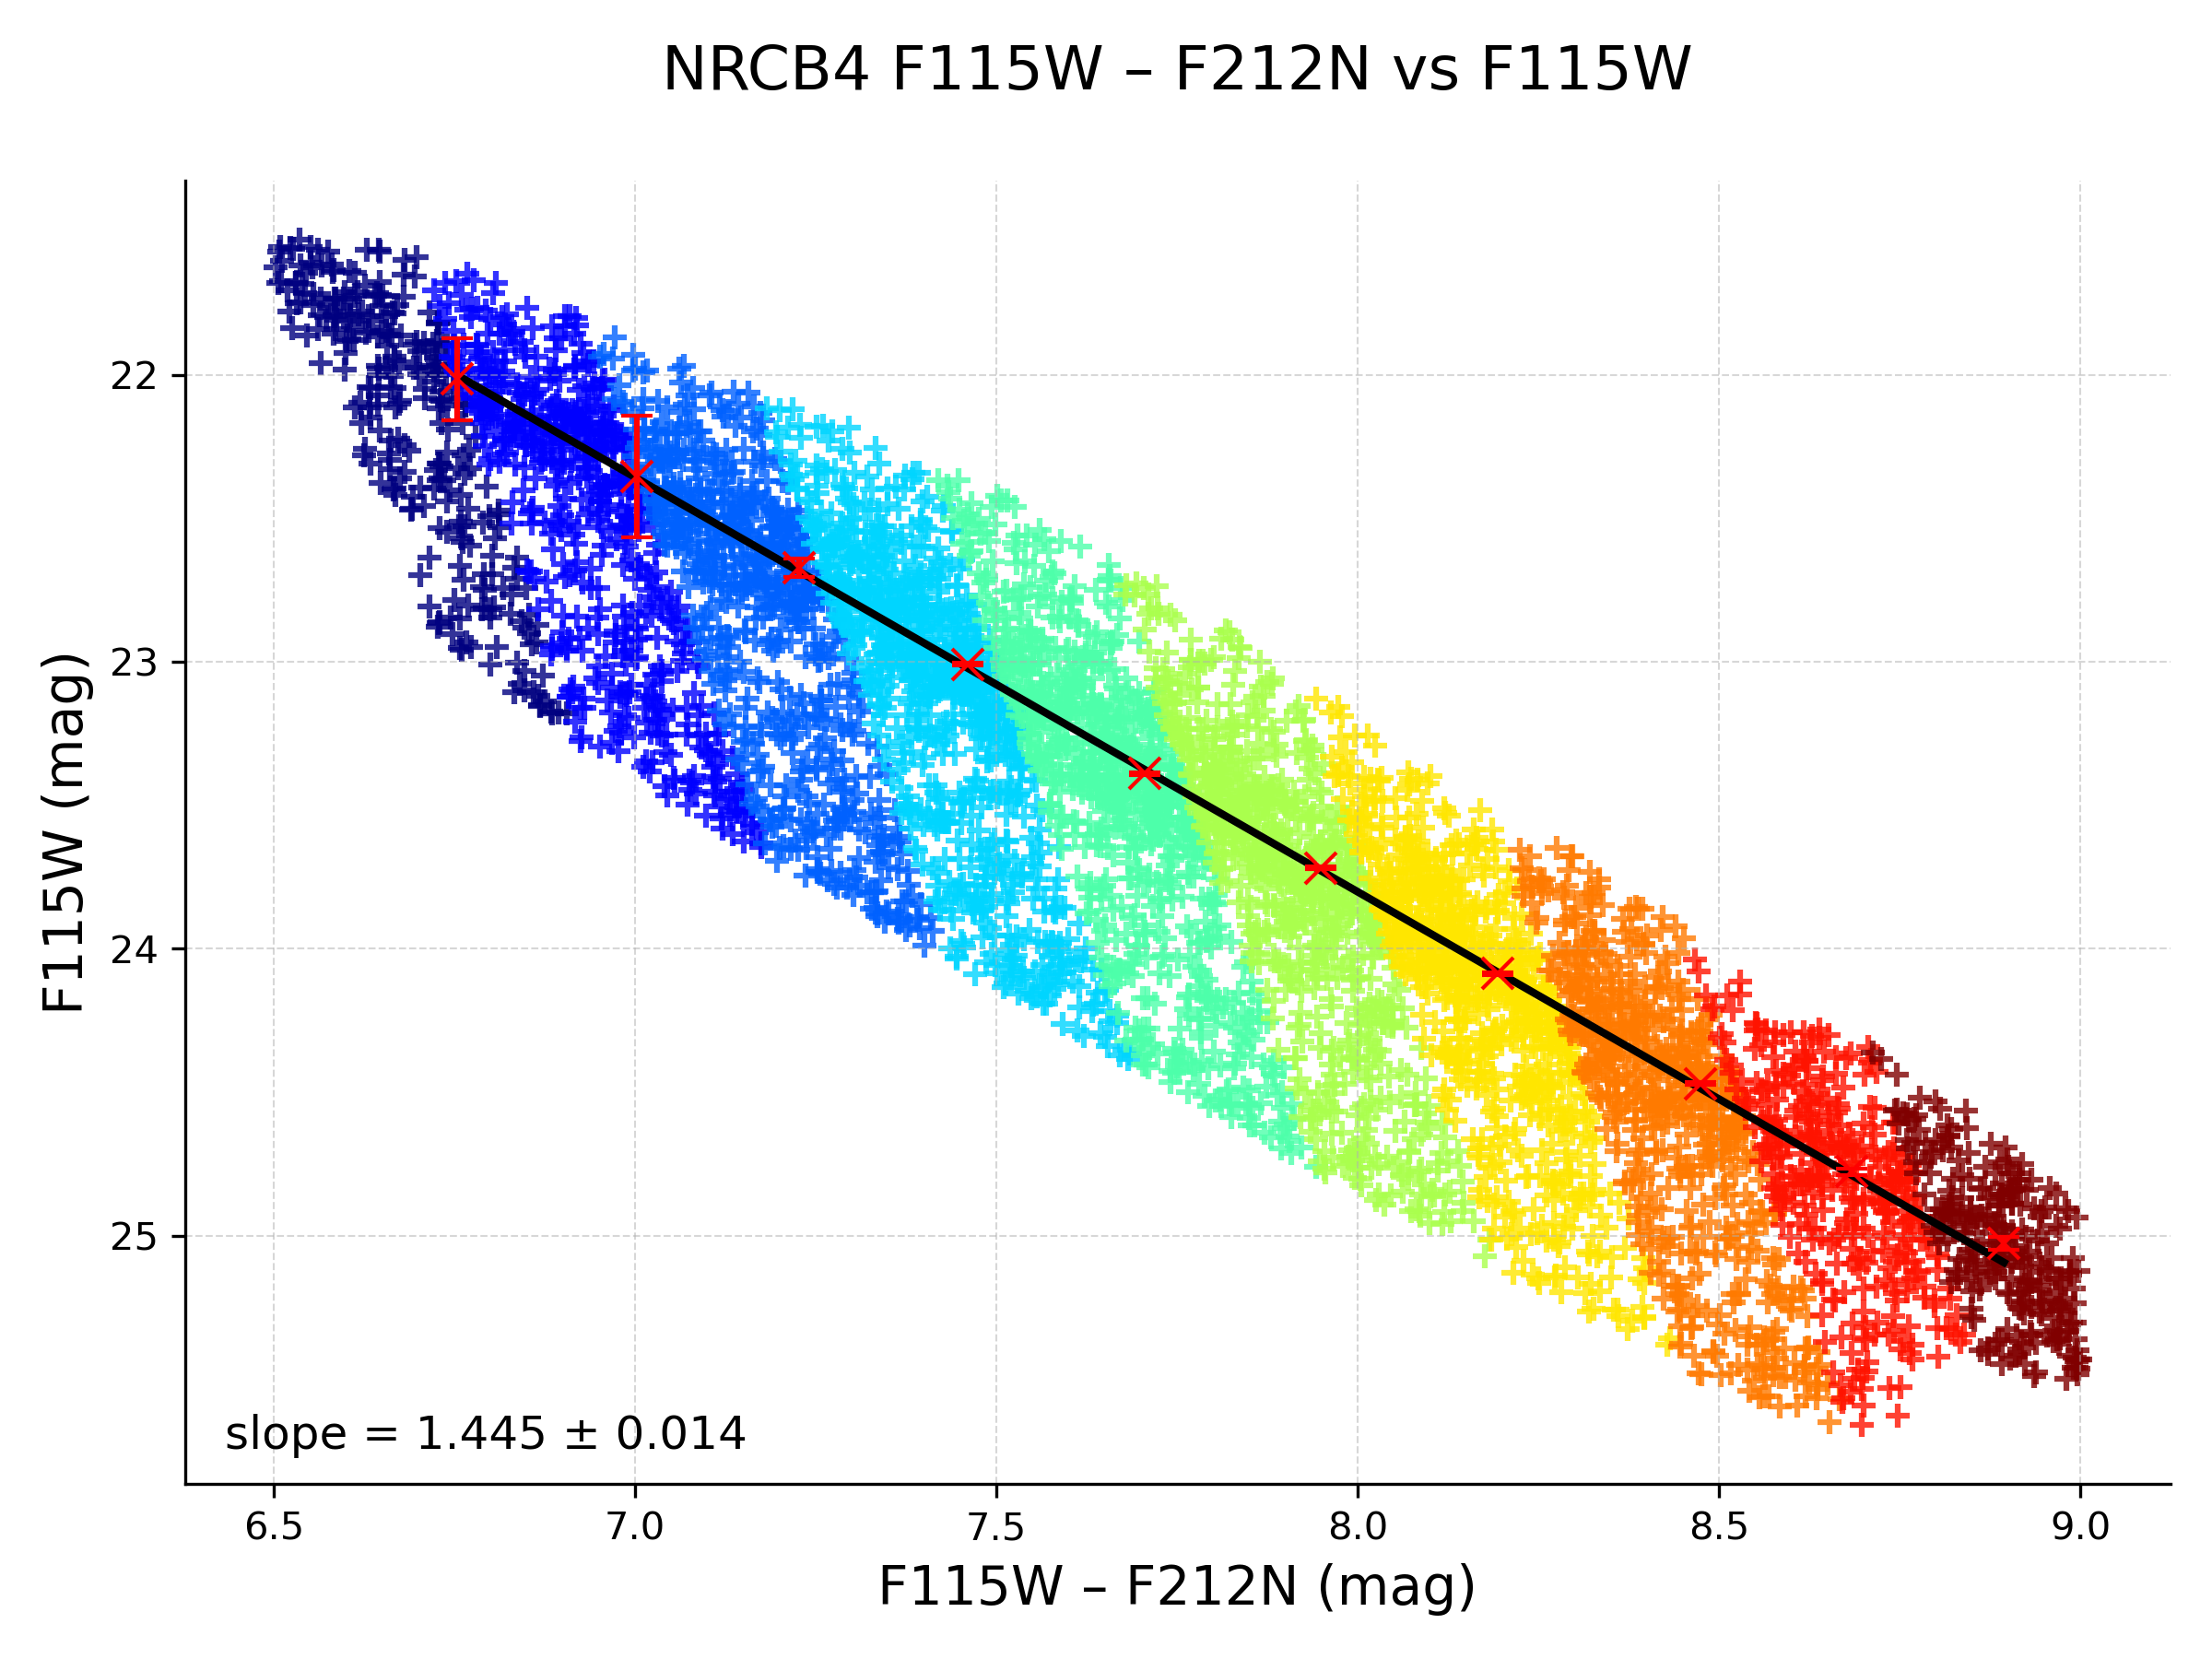 NRCB4 F115W – F212N vs F115W
F115W (mag)
22
23
24
25
slope = 1.445 ± 0.014
6.5 7.0 7.5 8.0 8.5 9.0
F115W – F212N (mag)